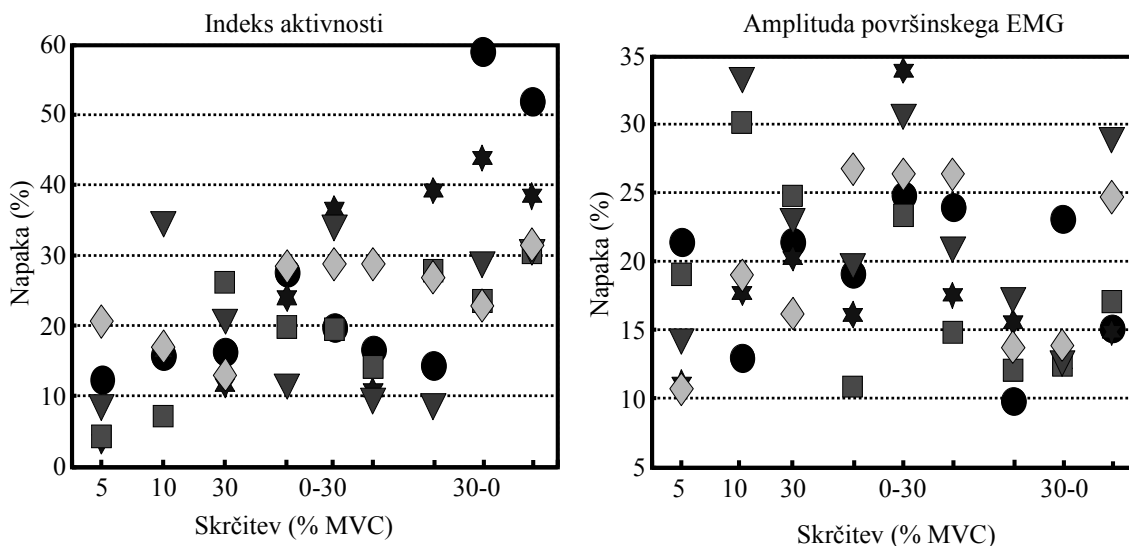 Indeks aktivnosti
60
50
40
30
20
10
0
Napaka (%)
5 10 30 0-30 30-0
Skrčitev (% MVC)
Amplituda površinskega EMG
35
30
25
20
15
10
5
Napaka (%)
5 10 30 0-30 30-0
Skrčitev (% MVC)